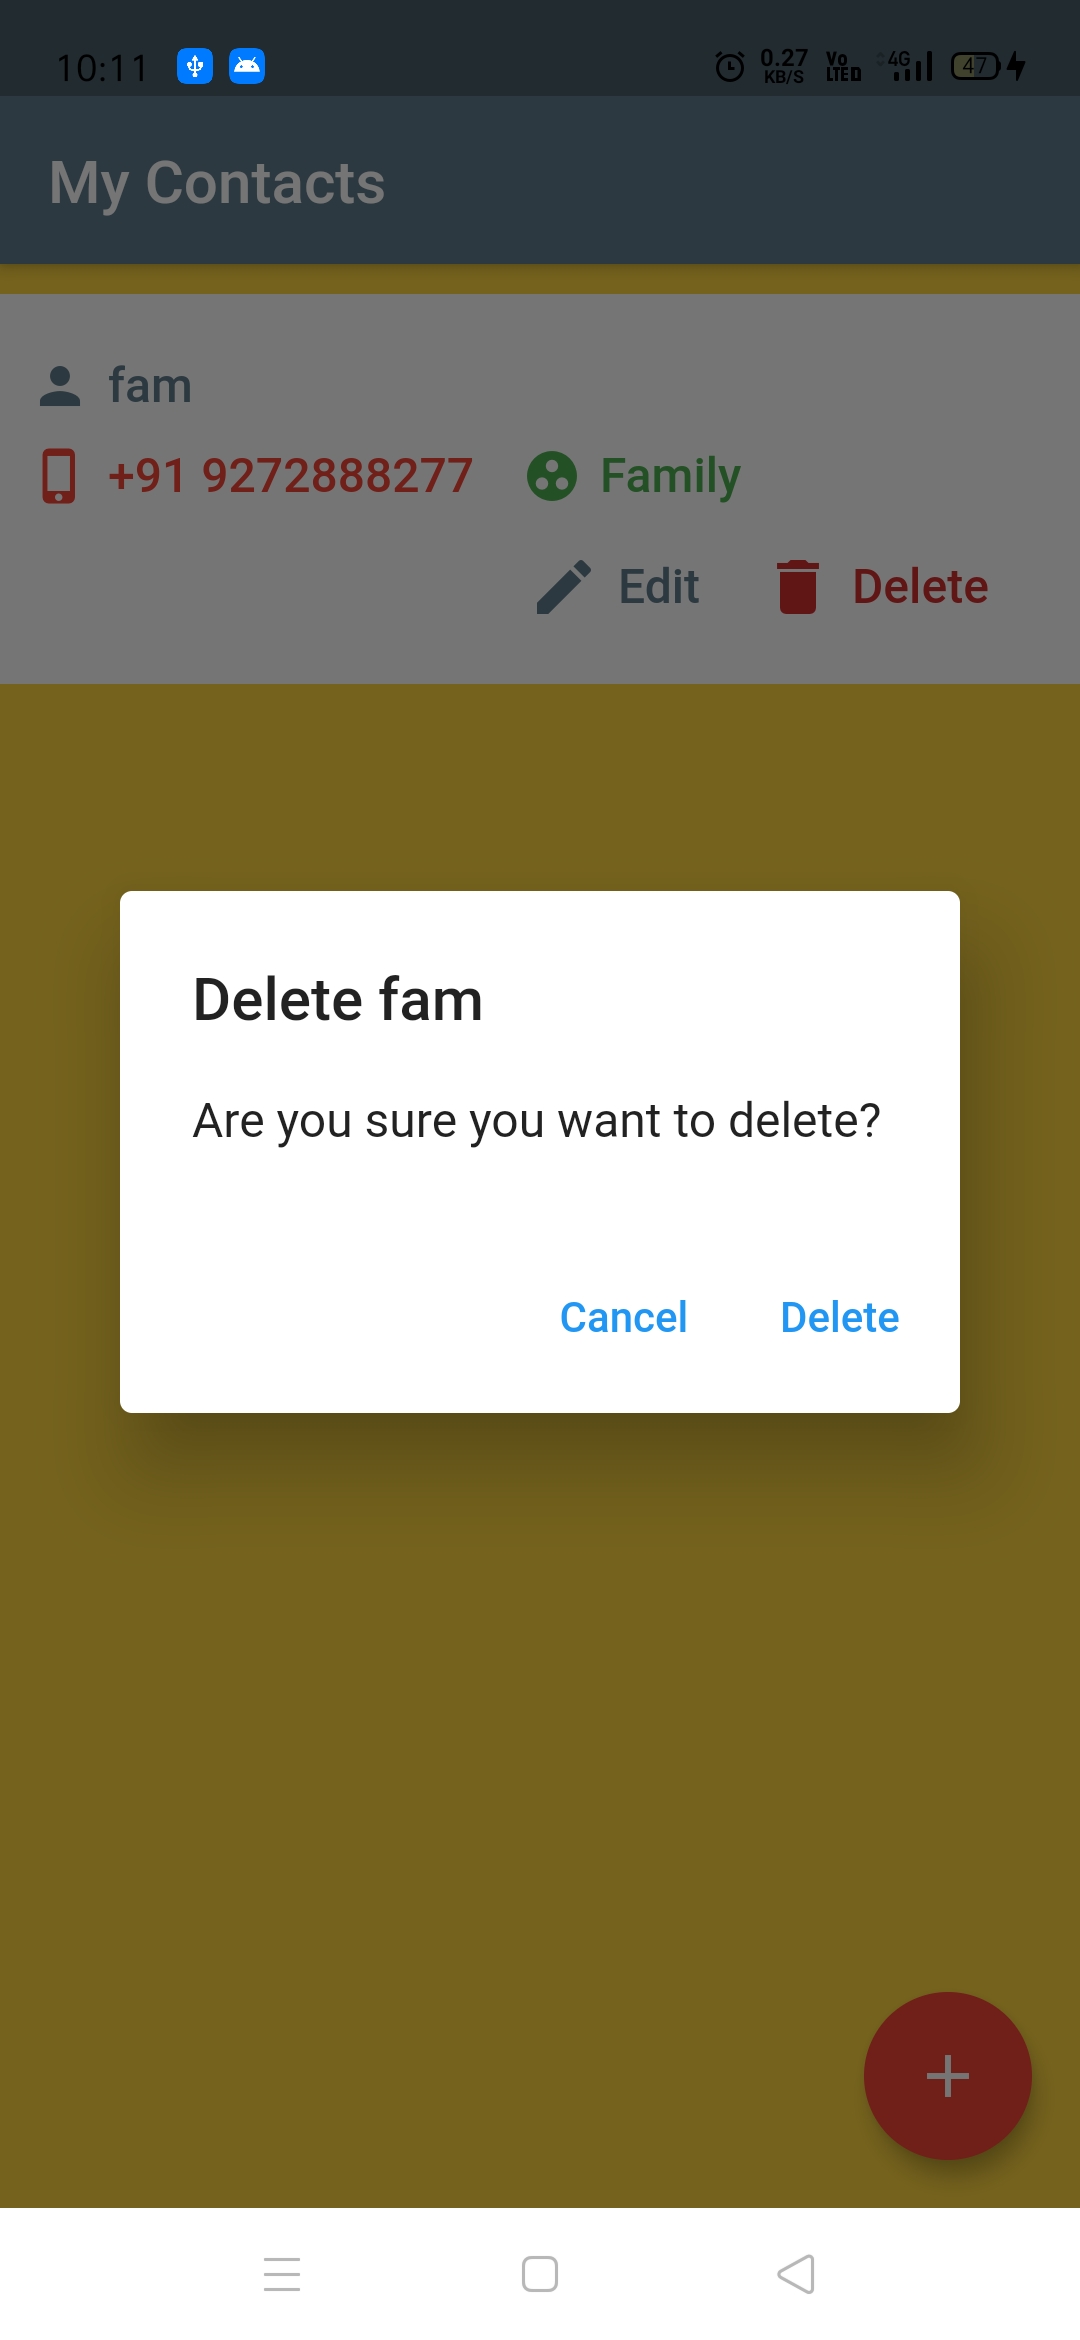 10:11 0.27 KB/S Vo LTED 4G 47
My Contacts
fam
+91 9272888277 Family
Edit Delete
Delete fam
Are you sure you want to delete?
Cancel Delete